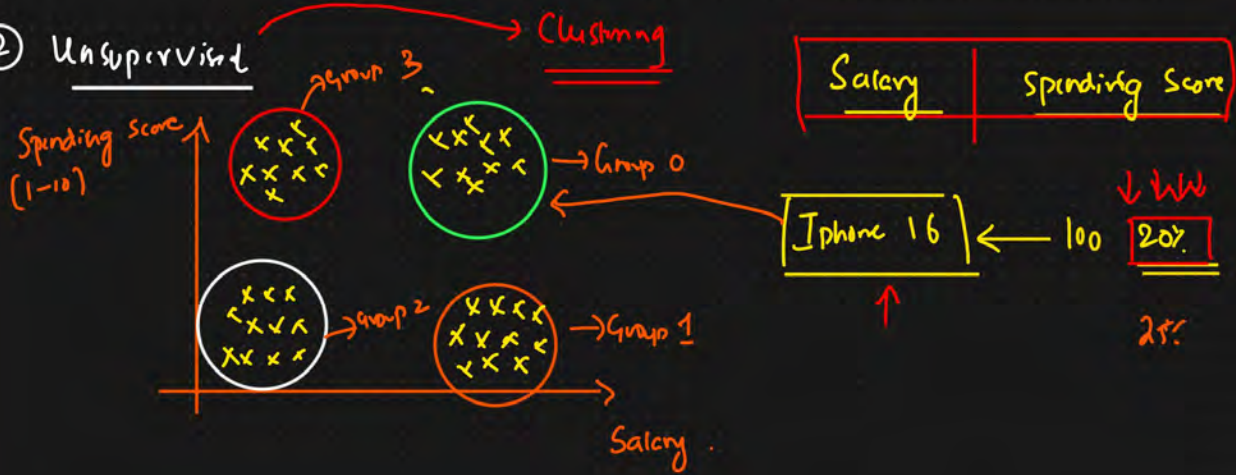 ② Unsupervised
Clustering
Salary
Spending Score
Group 3
Spending Score
(1-10)
Group 0
Iphone 16
100
20%
Group 2
Group 1
Salary